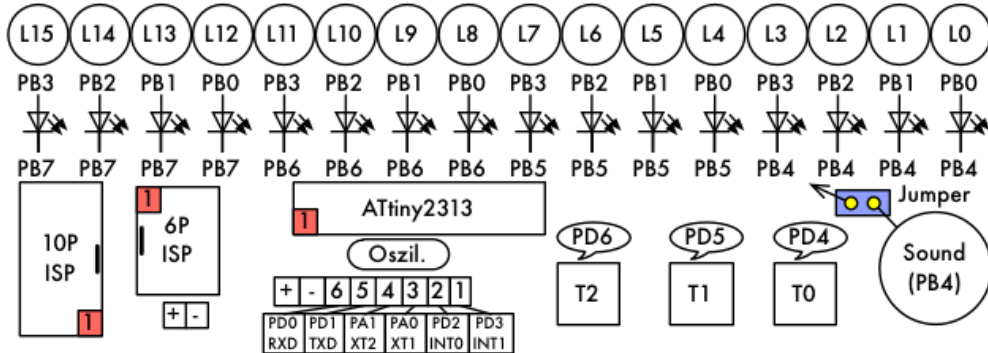 L15 L14 L13 L12 L11 L10 L9 L8 L7 L6 L5 L4 L3 L2 L1 L0
PB3 PB2 PB1 PB0 PB3 PB2 PB1 PB0 PB3 PB2 PB1 PB0 PB3 PB2 PB1 PB0
PB7 PB7 PB7 PB7 PB6 PB6 PB6 PB6 PB5 PB5 PB5 PB5 PB4 PB4 PB4 PB4
10P
ISP
1
1
6P
ISP
+ -
1
ATtiny2313
Oszil.
+ - 6 5 4 3 2 1
PD0 PD1 PA1 PA0 PD2 PD3
RXD TXD XT2 XT1 INT0 INT1
PD6 PD5 PD4
T2 T1 T0
Jumper
Sound
(PB4)